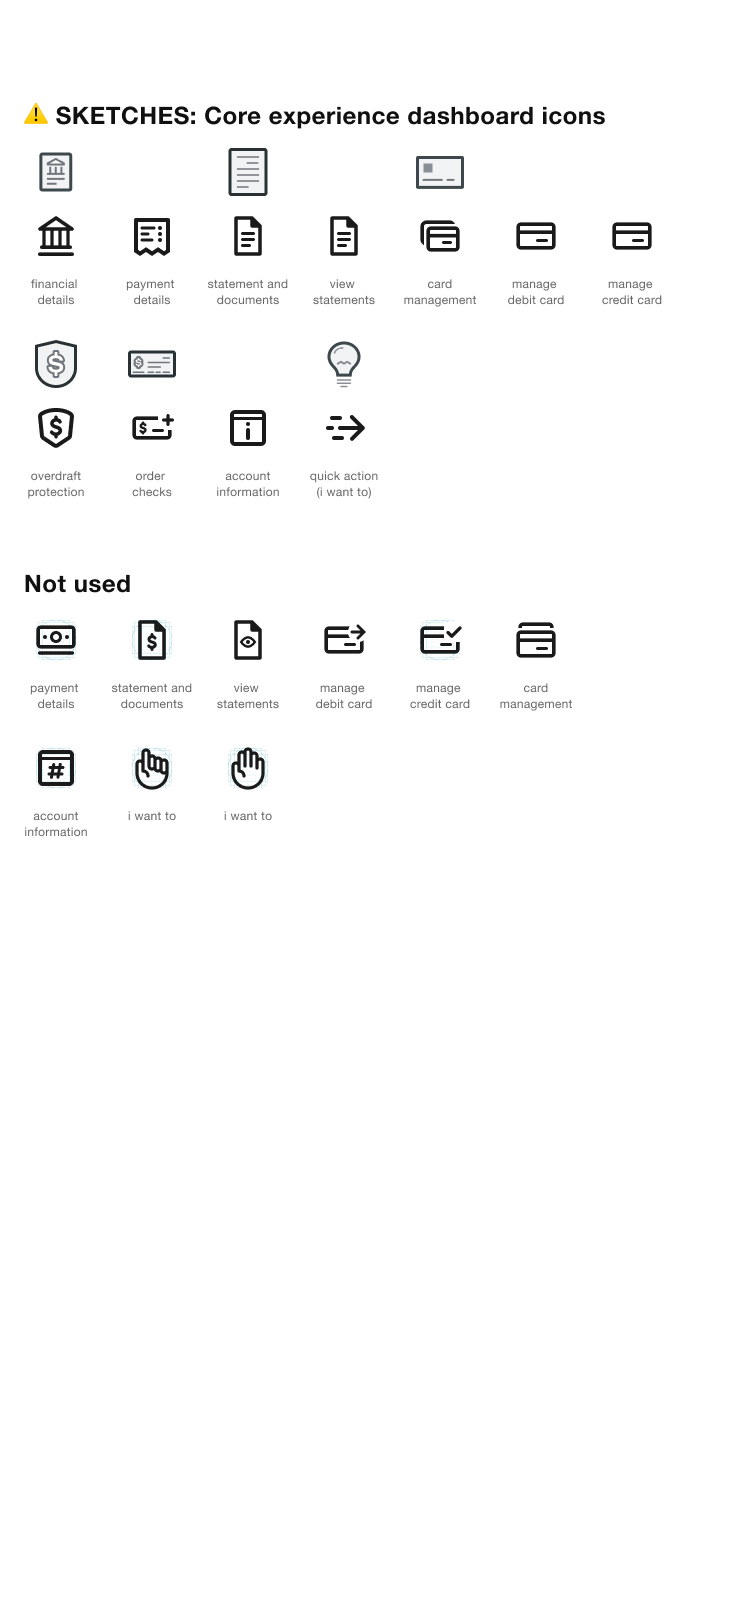 SKETCHES: Core experience dashboard icons
financial details
payment details
statement and documents
view statements
card management
manage debit card
manage credit card
overdraft protection
order checks
account information
quick action (i want to)
Not used
payment details
statement and documents
view statements
manage debit card
manage credit card
card management
account information
i want to
i want to